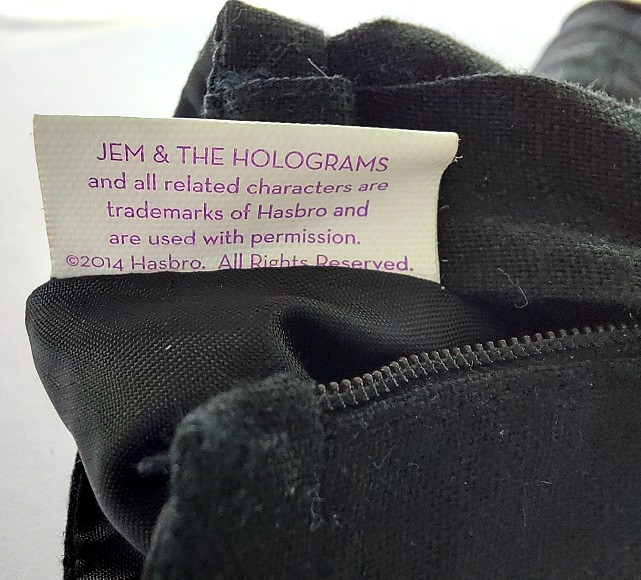 JEM & THE HOLOGRAMS
and all related characters are
trademarks of Hasbro and
are used with permission.
©2014 Hasbro. All Rights Reserved.